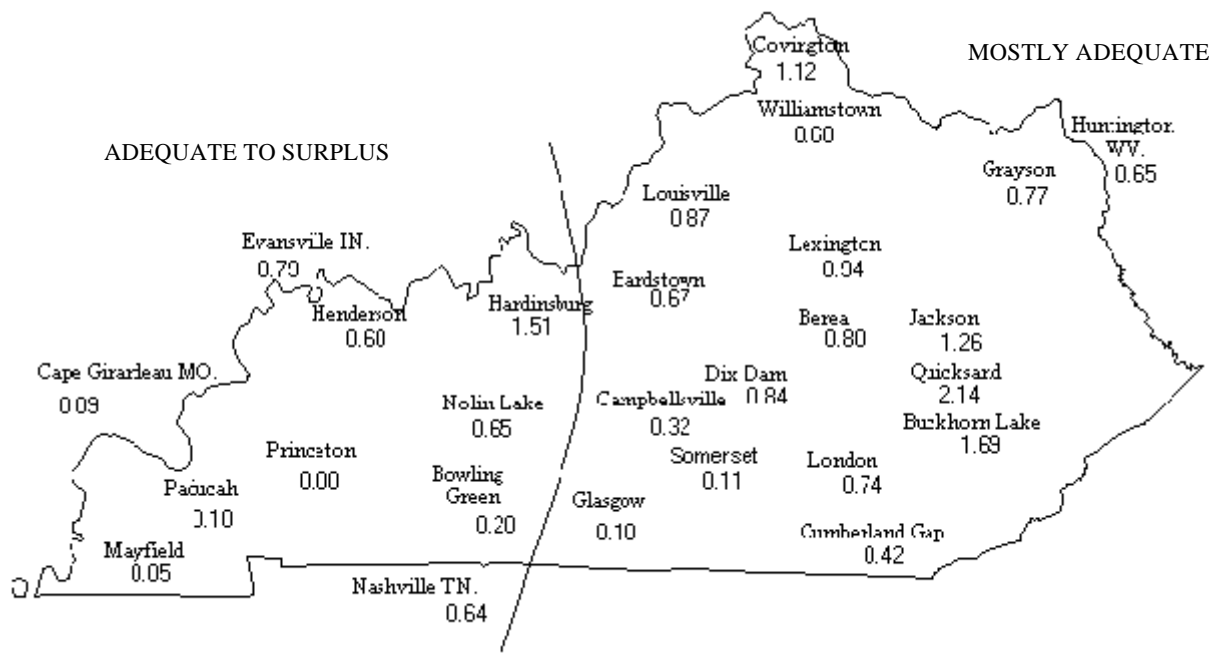 Covington
1.12
MOSTLY ADEQUATE
Williamstown
0.60
Huntington
WV.
0.65
ADEQUATE TO SURPLUS
Grayson
0.77
Louisville
0.87
Evansville IN.
0.79
Lexington
0.94
Eardstown
0.67
Hardinsburg
1.51
Henderson
0.60
Berea
0.80
Jackson
1.26
Cape Girardeau MO.
0.09
Dix Dam
0.84
Quicksand
2.14
Nolin Lake
0.65
Campbellsville
0.32
Buckhorn Lake
1.69
Princeton
0.00
Somerset
0.11
London
0.74
Paducah
0.10
Bowling
Green
0.20
Glasgow
0.10
Cumberland Gap
0.42
Mayfield
0.05
Nashville TN.
0.64